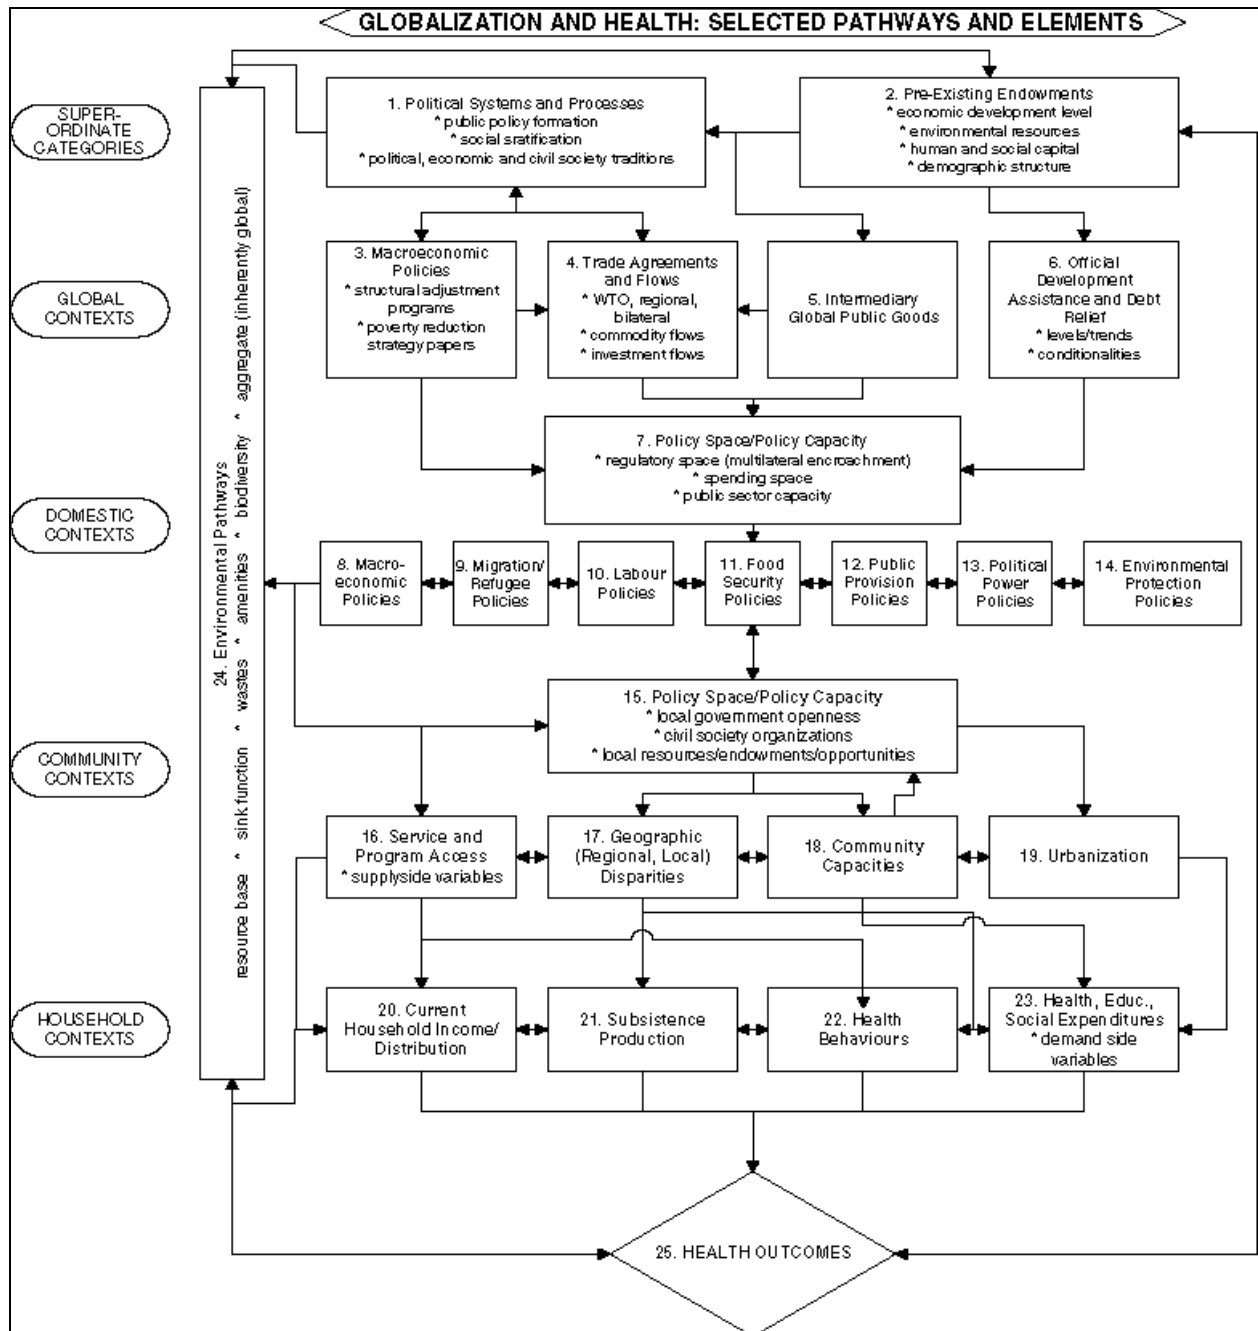 GLOBALIZATION AND HEALTH: SELECTED PATHWAYS AND ELEMENTS
SUPER-
ORDINATE
CATEGORIES
1. Political Systems and Processes
* public policy formation
* social sratification
* political, economic and civil society traditions
2. Pre-Existing Endowments
* economic development level
* environmental resources
* human and social capital
* demographic structure
GLOBAL
CONTEXTS
3. Macroeconomic
Policies
* structural adjustment
programs
* poverty reduction
strategy papers
4. Trade Agreements
and Flows
* WTO, regional,
bilateral
* commodity flows
* investment flows
5. Intermediary
Global Public Goods
6. Official
Development
Assistance and Debt
Relief
* levels/trends
* conditionalities
DOMESTIC
CONTEXTS
7. Policy Space/Policy Capacity
* regulatory space (multilateral encroachment)
* spending space
* public sector capacity
8. Macro-
economic
Policies
9. Migration/
Refugee
Policies
10. Labour
Policies
11. Food
Security
Policies
12. Public
Provision
Policies
13. Political
Power
Policies
14. Environmental
Protection
Policies
24. Environmental Pathways
resource base * sink function * wastes * amenities * biodiversity * aggregate (inherently global)
COMMUNITY
CONTEXTS
15. Policy Space/Policy Capacity
* local government openness
* civil society organizations
* local resources/endowments/opportunities
16. Service and
Program Access
* supplyside variables
17. Geographic
(Regional, Local)
Disparities
18. Community
Capacities
19. Urbanization
HOUSEHOLD
CONTEXTS
20. Current
Household Income/
Distribution
21. Subsistence
Production
22. Health
Behaviours
23. Health, Educ.,
Social Expenditures
* demand side
variables
25. HEALTH OUTCOMES